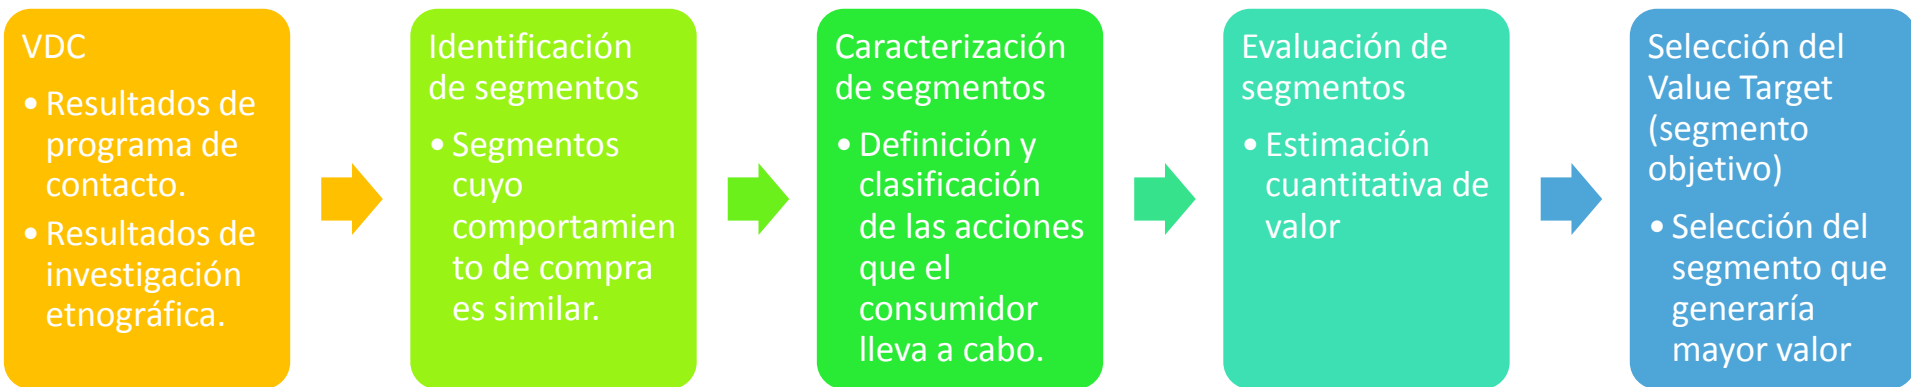 VDC
• Resultados de
programa de
contacto.
• Resultados de
investigación
etnográfica.
Identificación
de segmentos
• Segmentos
cuyo
comportamien
to de compra
es similar.
Caracterización
de segmentos
• Definición y
clasificación
de las acciones
que el
consumidor
lleva a cabo.
Evaluación de
segmentos
• Estimación
cuantitativa de
valor
Selección del
Value Target
(segmento
objetivo)
• Selección del
segmento que
generaría
mayor valor